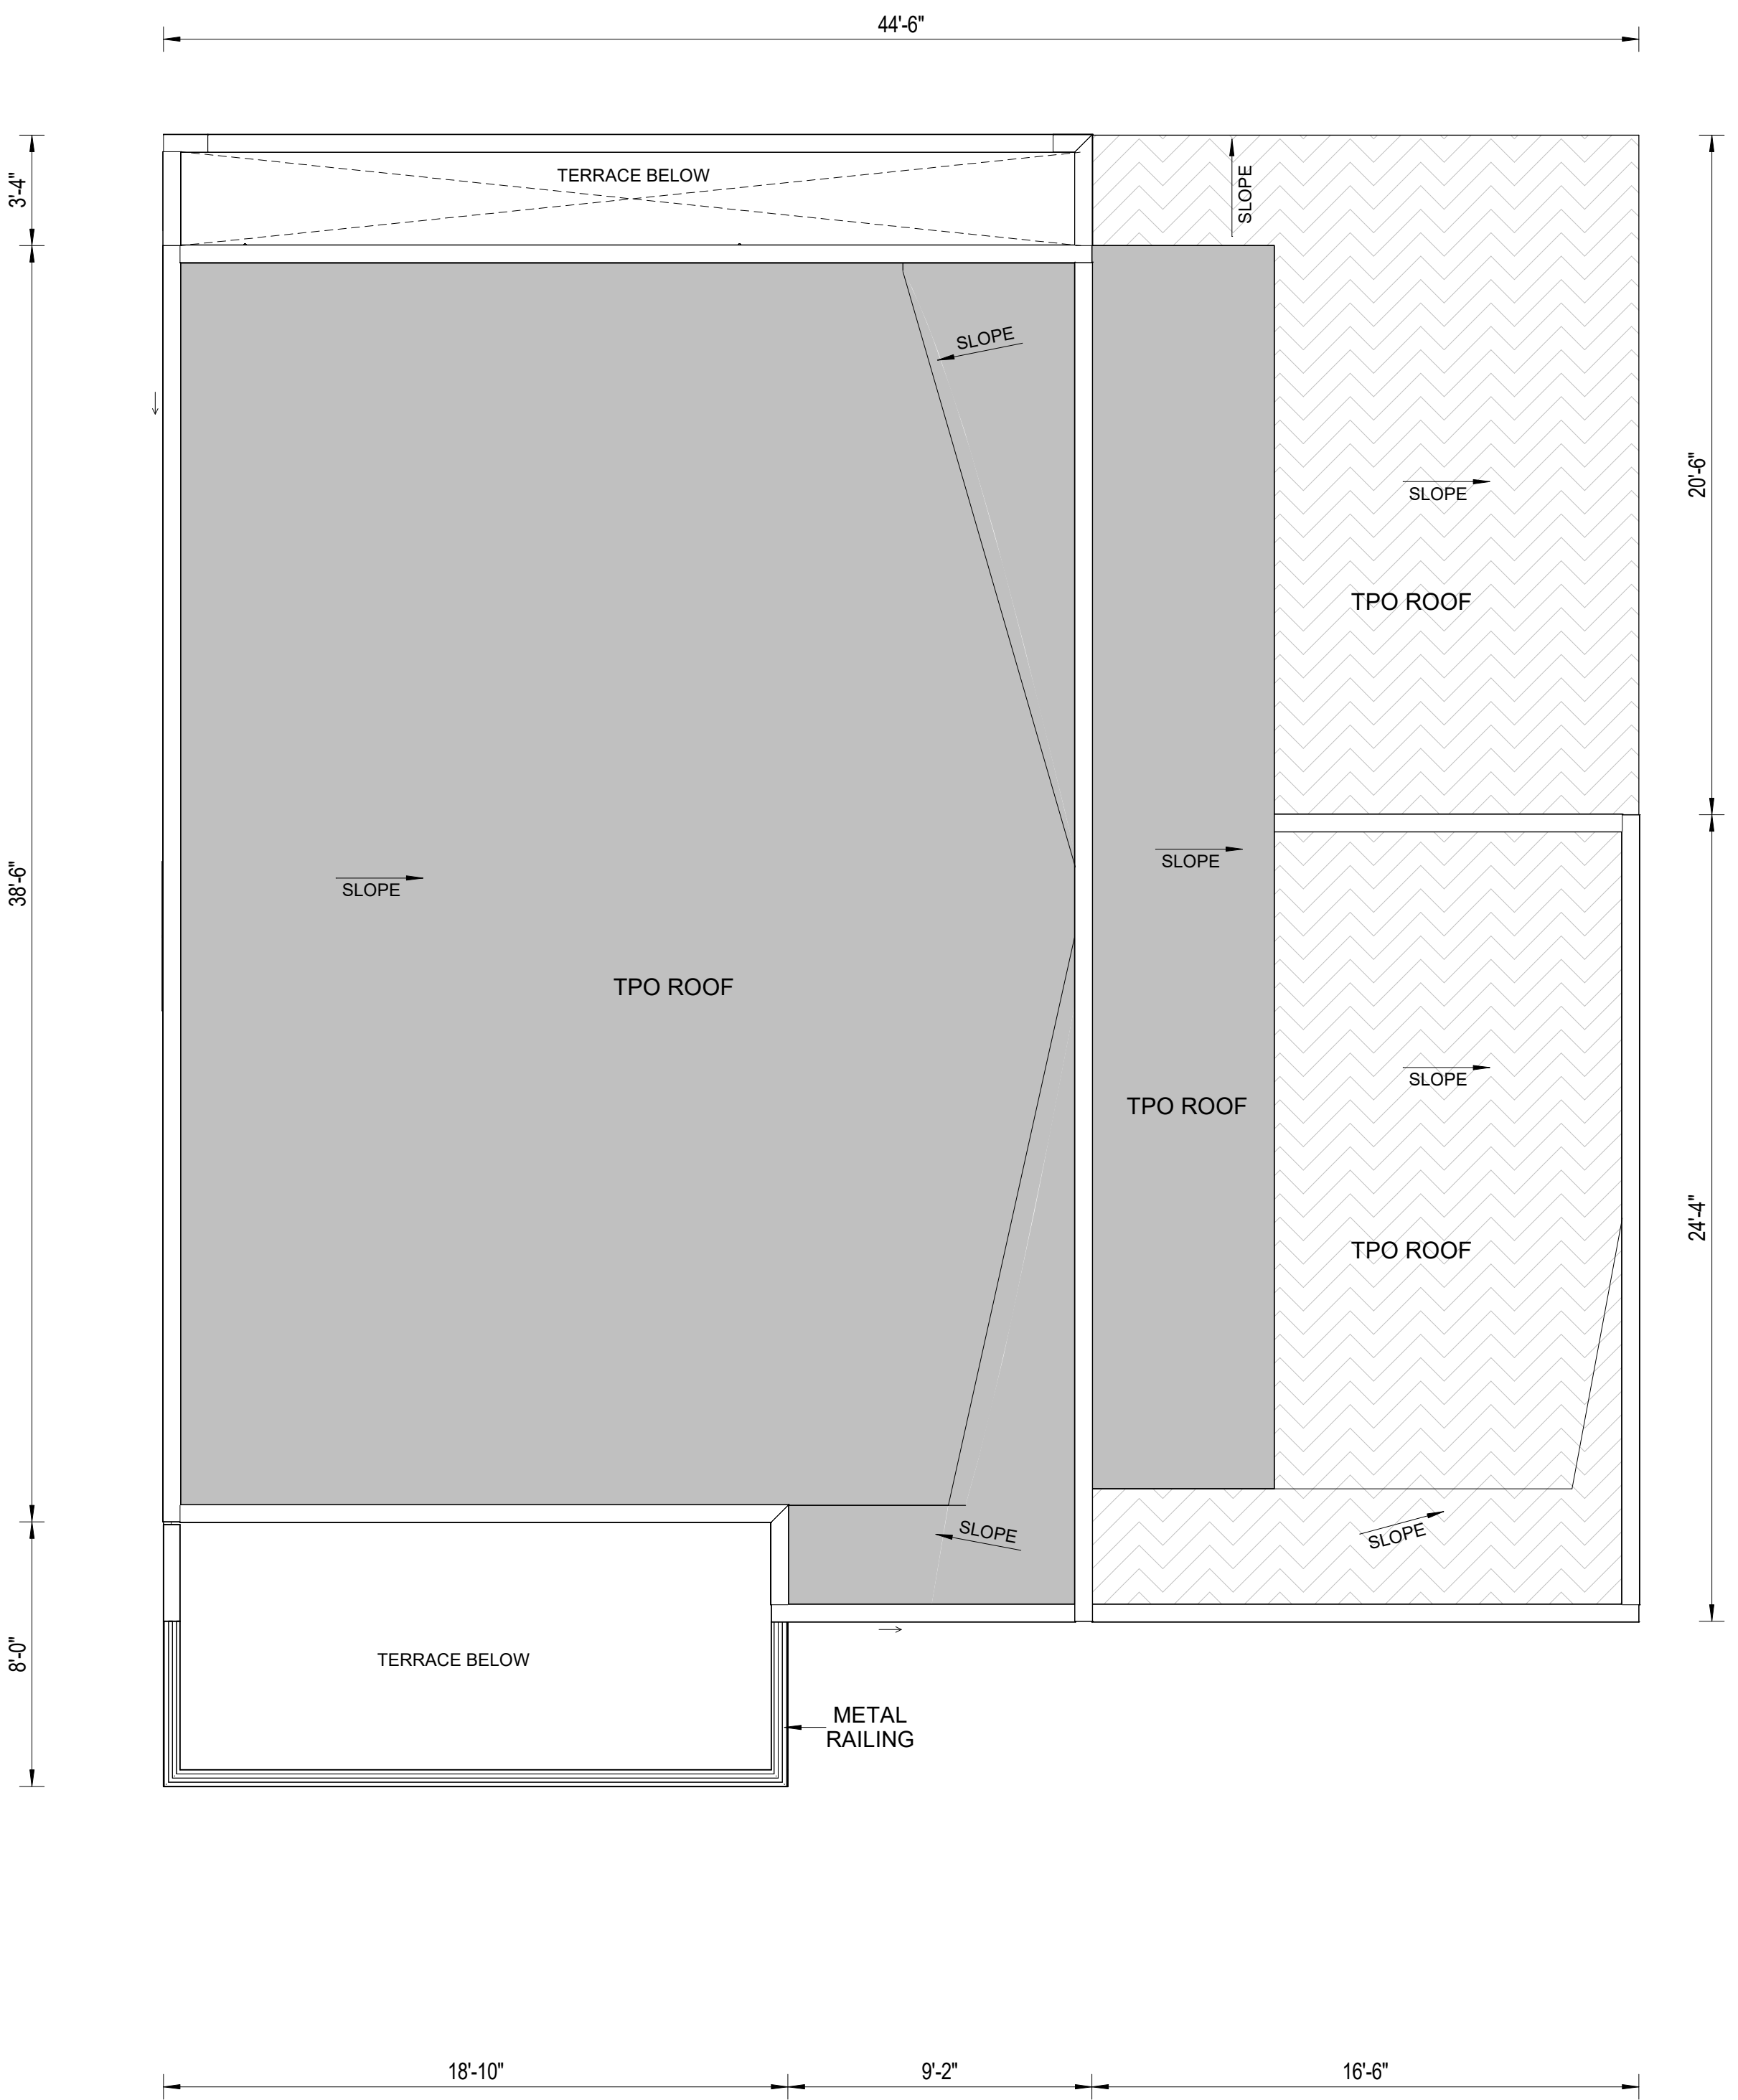 44'-6"
3'-4"
TERRACE BELOW
SLOPE
SLOPE
20'-6"
SLOPE
TPO ROOF
38'-6"
SLOPE
SLOPE
TPO ROOF
SLOPE
TPO ROOF
24'-4"
TPO ROOF
SLOPE
SLOPE
8'-0"
TERRACE BELOW
METAL
RAILING
18'-10"
9'-2"
16'-6"